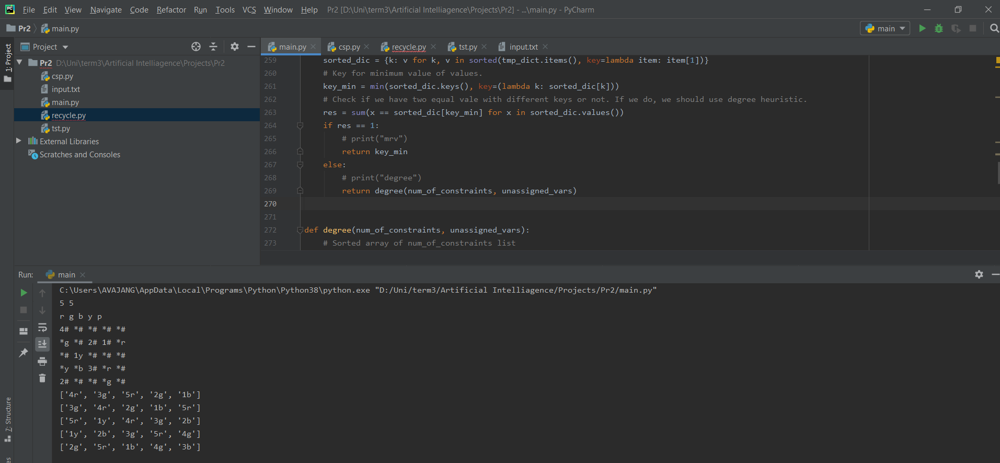 File Edit View Navigate Code Refactor Run Tools VCS Window Help Pr2 [D:\Uni\term3\Artificial Intelliagence\Projects\Pr2] - ...\main.py - PyCharm
Pr2 main.py main
1: Project
Project
main.py csp.py recycle.py tst.py input.txt
Pr2 D:\Uni\term3\Artificial Intelliagence\Projects\Pr2
csp.py
input.txt
main.py
recycle.py
tst.py
External Libraries
Scratches and Consoles
259 sorted_dic = {k: v for k, v in sorted(tmp_dict.items(), key=lambda item: item[1])}
260 # Key for minimum value of values.
261 key_min = min(sorted_dic.keys(), key=(lambda k: sorted_dic[k]))
262 # Check if we have two equal vale with different keys or not. If we do, we should use degree heuristic.
263 res = sum(x == sorted_dic[key_min] for x in sorted_dic.values())
264 if res == 1:
265 # print("mrv")
266 return key_min
267 else:
268 # print("degree")
269 return degree(num_of_constraints, unassigned_vars)
270
271
272 def degree(num_of_constraints, unassigned_vars):
273 # Sorted array of num_of_constraints list
Run: main
C:\Users\AVAJANG\AppData\Local\Programs\Python\Python38\python.exe "D:/Uni/term3/Artificial Intelliagence/Projects/Pr2/main.py"
5 5
r g b y p
4# *# *# *# *#
*g *# 2# 1# *r
*# 1y *# *# *#
*y *b 3# *r *#
2# *# *# *g *#
['4r', '3g', '5r', '2g', '1b']
['3g', '4r', '2g', '1b', '5r']
['5r', '1y', '4r', '3g', '2b']
['1y', '2b', '3g', '5r', '4g']
['2g', '5r', '1b', '4g', '3b']
7: Structure